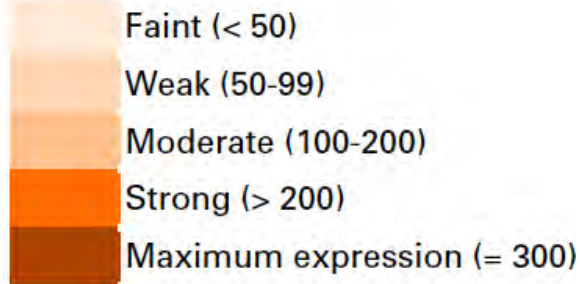 Faint (< 50)
Weak (50-99)
Moderate (100-200)
Strong (> 200)
Maximum expression (= 300)